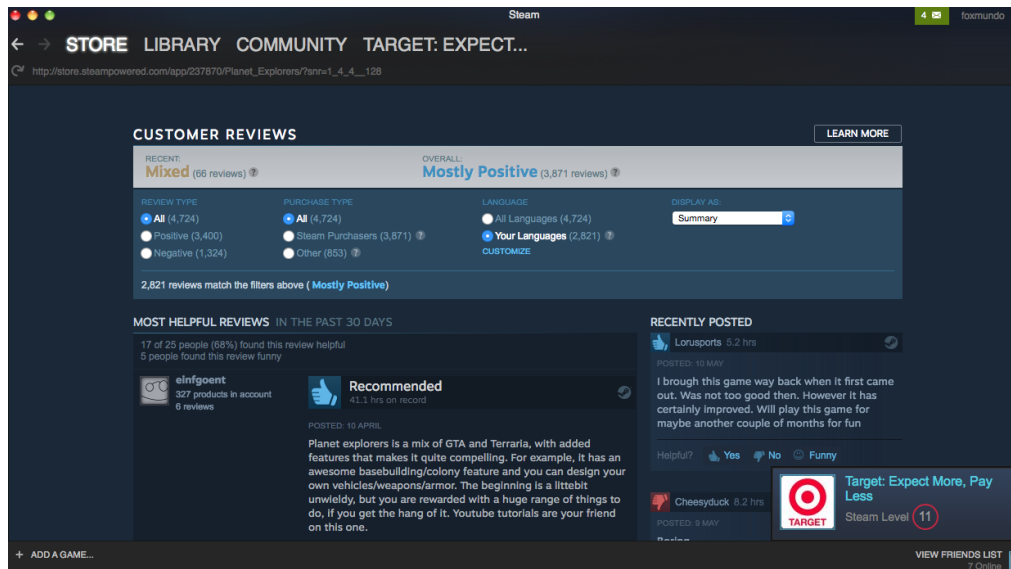 Steam
4
foxmundo
STORE LIBRARY COMMUNITY TARGET: EXPECT...
http://store.steampowered.com/app/237870/Planet_Explorers/?snr=1_4_4__128
CUSTOMER REVIEWS
LEARN MORE
RECENT:
Mixed (66 reviews) ?
OVERALL:
Mostly Positive (3,871 reviews) ?
REVIEW TYPE
All (4,724)
Positive (3,400)
Negative (1,324)
PURCHASE TYPE
All (4,724)
Steam Purchasers (3,871) ?
Other (853) ?
LANGUAGE
All Languages (4,724)
Your Languages (2,821) ?
CUSTOMIZE
DISPLAY AS:
Summary
2,821 reviews match the filters above ( Mostly Positive)
MOST HELPFUL REVIEWS IN THE PAST 30 DAYS
17 of 25 people (68%) found this review helpful
5 people found this review funny
einfgoent
327 products in account
6 reviews
Recommended
41.1 hrs on record
POSTED: 10 APRIL
Planet explorers is a mix of GTA and Terraria, with added
features that makes it quite compelling. For example, it has an
awesome basebuilding/colony feature and you can design your
own vehicles/weapons/armor. The beginning is a littebit
unwieldy, but you are rewarded with a huge range of things to
do, if you get the hang of it. Youtube tutorials are your friend
on this one.
RECENTLY POSTED
Lorusports 5.2 hrs
POSTED: 10 MAY
I brough this game way back when it first came
out. Was not too good then. However it has
certainly improved. Will play this game for
maybe another couple of months for fun
Helpful? Yes No Funny
Cheesyduck 8.2 hrs
POSTED: 9 MAY
Boring
TARGET
Target: Expect More, Pay
Less
Steam Level 11
+ ADD A GAME...
VIEW FRIENDS LIST
7 Online